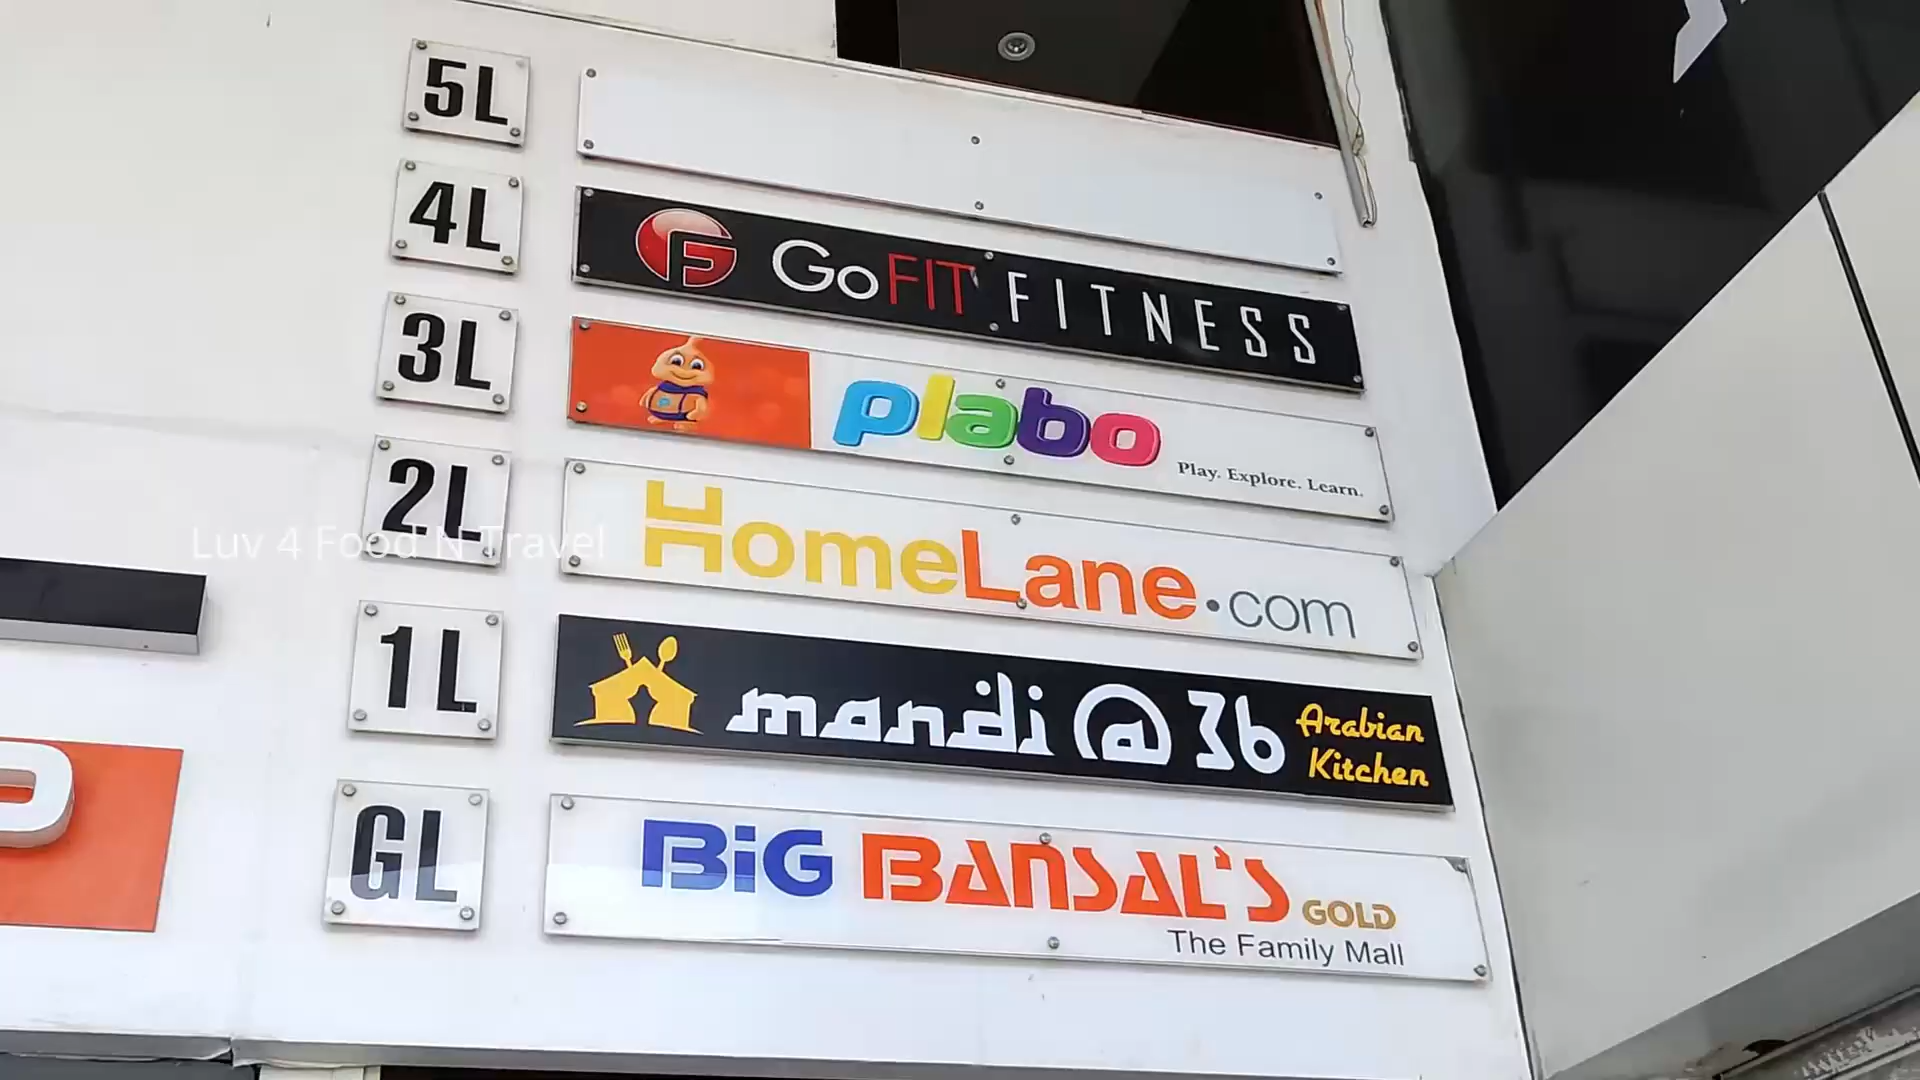 5L
4L
GoFIT FITNESS
3L
plabo
Play. Explore. Learn.
2L
HomeLane.com
1L
mandi @ 36
Arabian
Kitchen
GL
BiG BANSAL'S GOLD
The Family Mall
Luv 4 Food N Travel